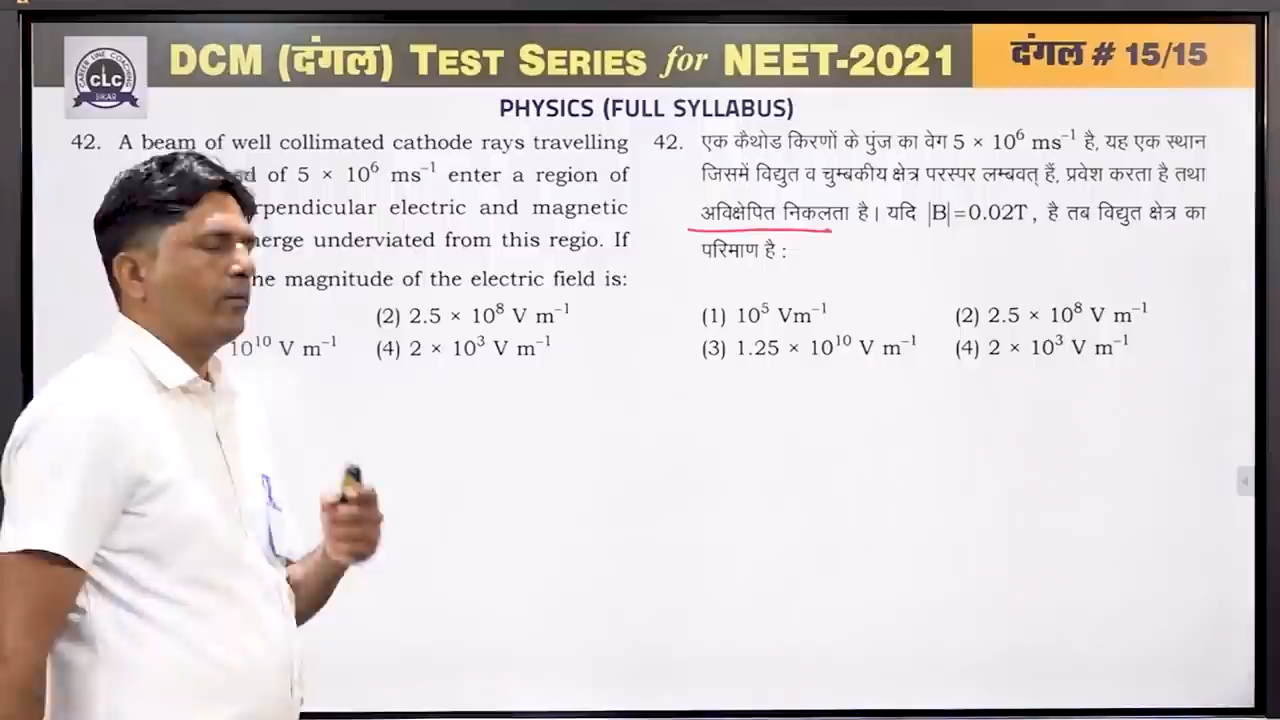 DCM (दंगल) TEST SERIES for NEET-2021
दंगल # 15/15
CAREER LINE COACHING
CLC
SIKAR
PHYSICS (FULL SYLLABUS)
42. A beam of well collimated cathode rays travelling
of 5 × 10⁶ ms⁻¹ enter a region of
electric and magnetic
underviated from this regio. If
magnitude of the electric field is:
(2) 2.5 × 10⁸ V m⁻¹
10¹⁰ V m⁻¹ (4) 2 × 10³ V m⁻¹
42. एक कैथोड किरणों के पुंज का वेग 5 × 10⁶ ms⁻¹ है, यह एक स्थान
जिसमें विद्युत व चुम्बकीय क्षेत्र परस्पर लम्बवत् हैं, प्रवेश करता है तथा
अविक्षेपित निकलता है। यदि |B|=0.02T, है तब विद्युत क्षेत्र का
परिमाण है :
(1) 10⁵ Vm⁻¹ (2) 2.5 × 10⁸ V m⁻¹
(3) 1.25 × 10¹⁰ V m⁻¹ (4) 2 × 10³ V m⁻¹